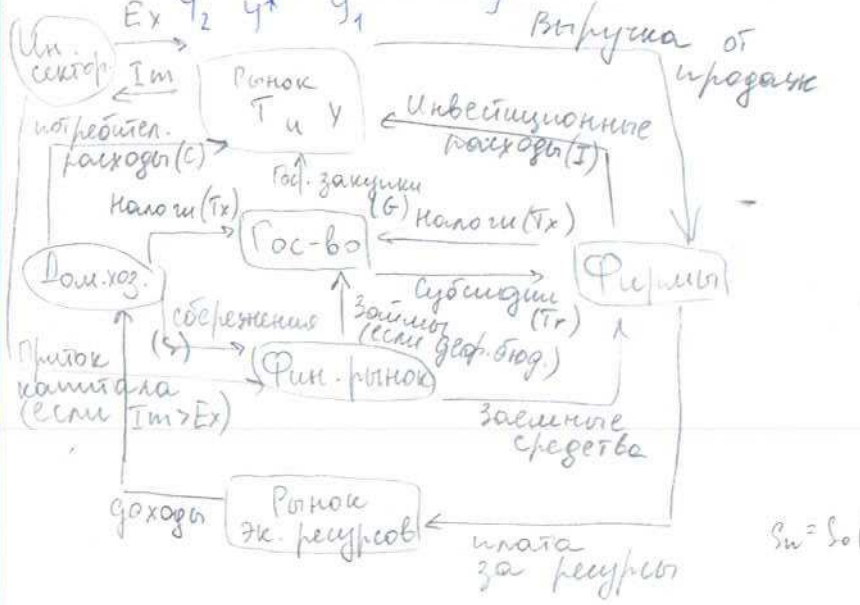 Ex q₂ y* y₁
Ин. сектор
Im
Рынок Т и У
Выручка от продаж
потребител. расходы (C)
Инвестиционные расходы (I)
Гос. закупки (G)
Налоги (Tx)
Налоги (Tx)
Гос-во
Дом. хоз.
Фирмы
Субсидии (Tr)
сбережения (S)
Займы (если деф. бюд.)
Фин. рынок
Приток капитала (если Im>Ex)
Заемные средства
доходы
Рынок эк. ресурсов
плата за ресурсы